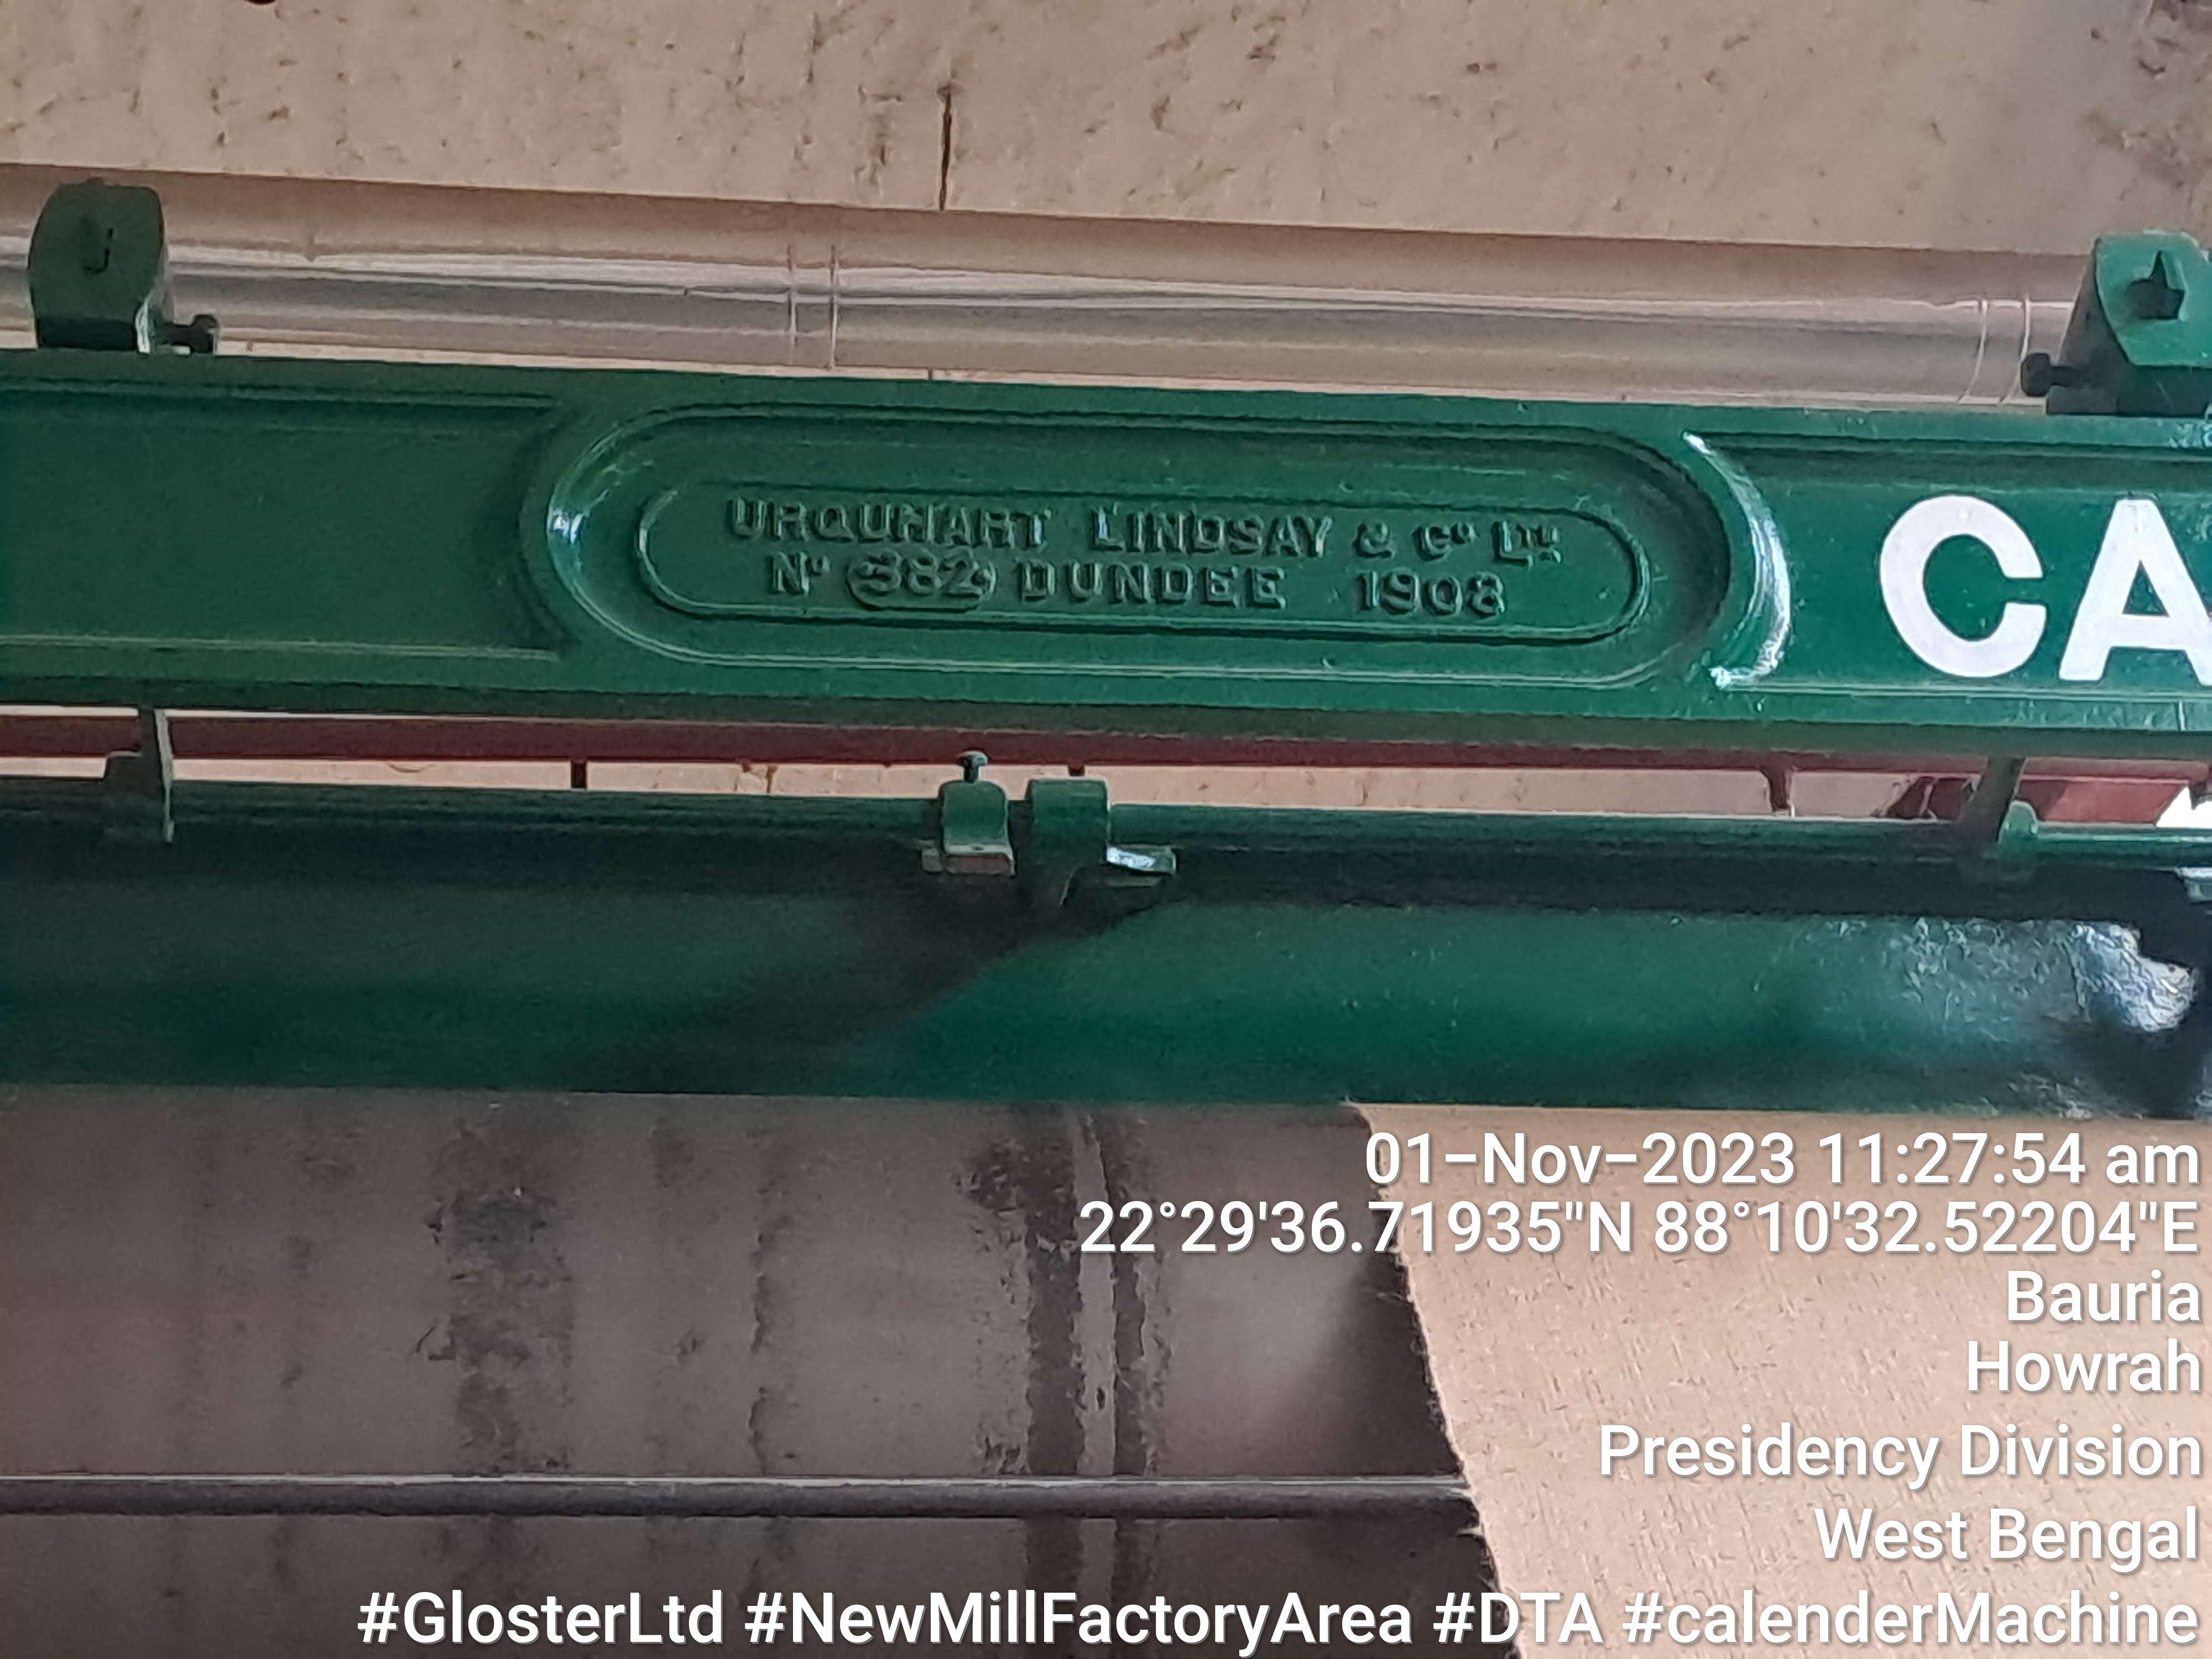 URQUHART LINDSAY & Co LTD
No 382 DUNDEE 1908
CA
01-Nov-2023 11:27:54 am
22°29'36.71935"N 88°10'32.52204"E
Bauria
Howrah
Presidency Division
West Bengal
#GlosterLtd #NewMillFactoryArea #DTA #calenderMachine